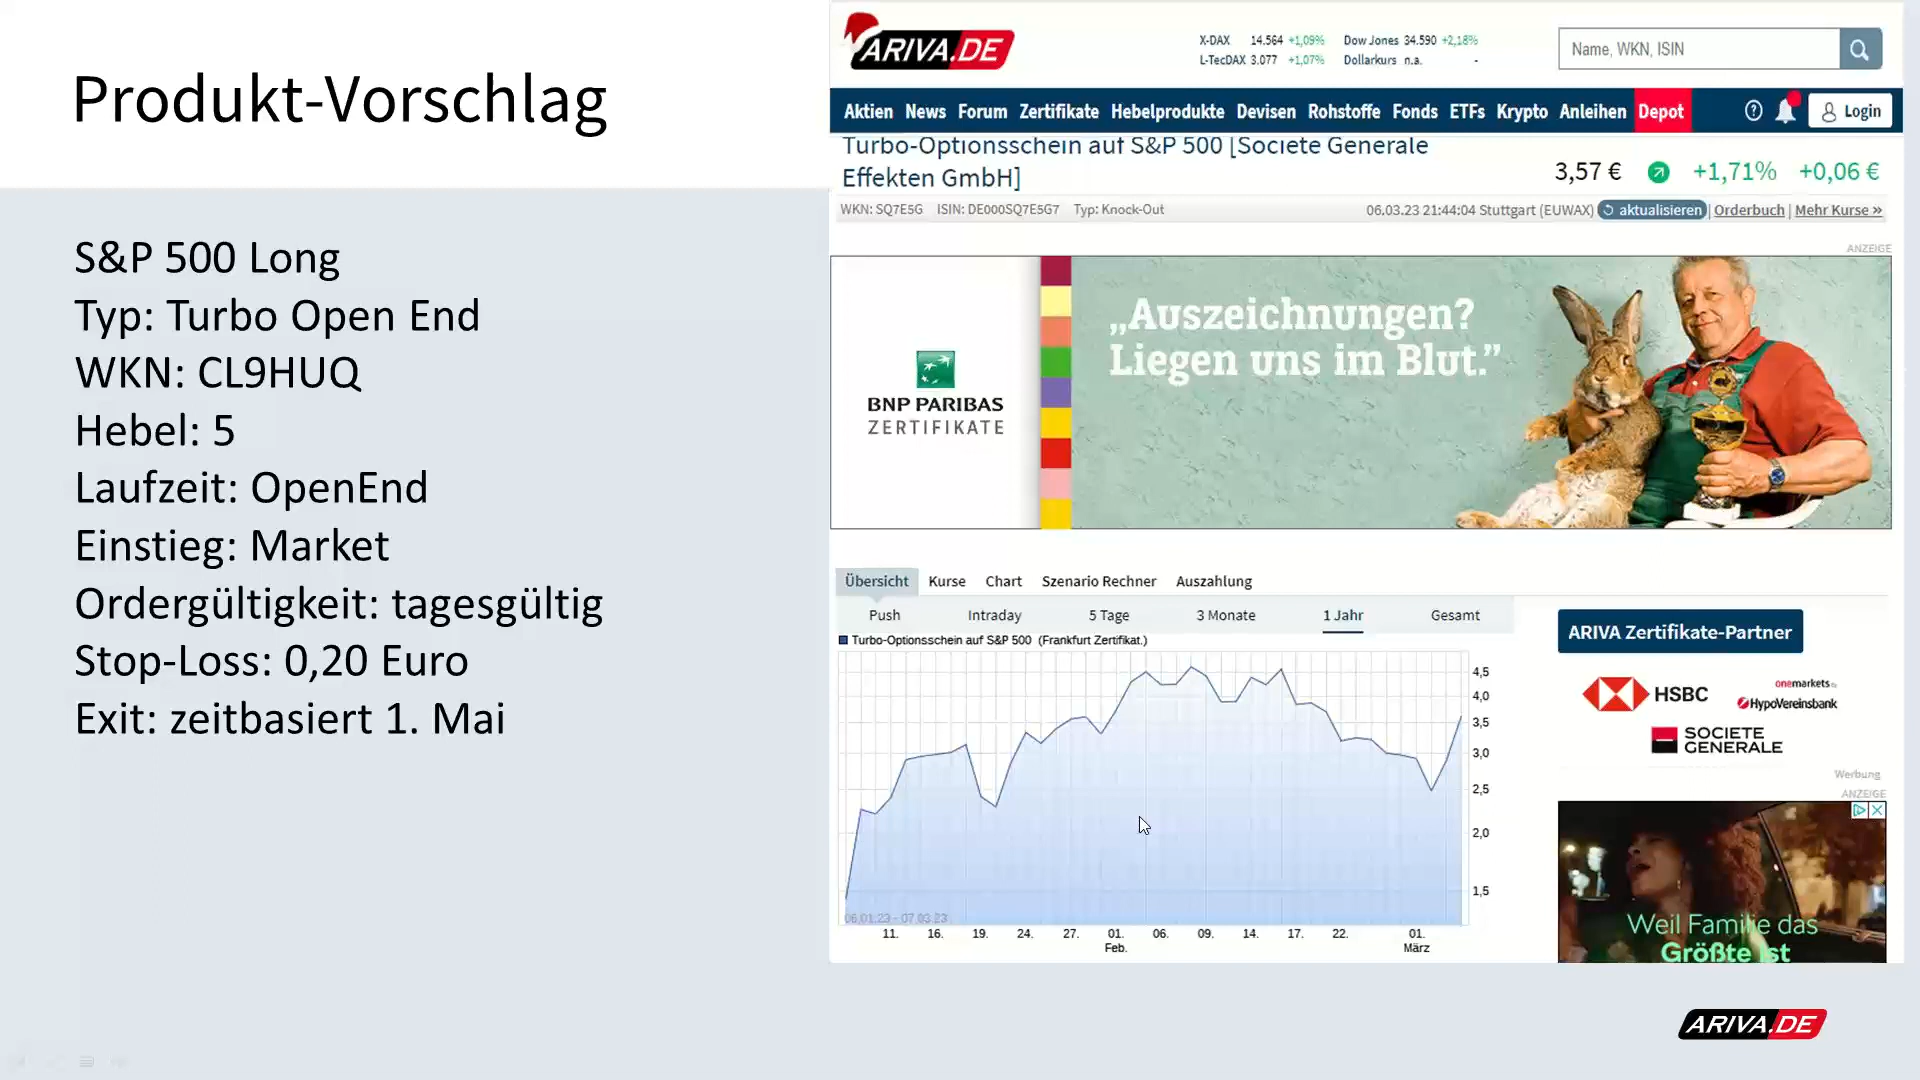 Produkt-Vorschlag
S&P 500 Long
Typ: Turbo Open End
WKN: CL9HUQ
Hebel: 5
Laufzeit: OpenEnd
Einstieg: Market
Ordergültigkeit: tagesgültig
Stop-Loss: 0,20 Euro
Exit: zeitbasiert 1. Mai
ARIVA.DE
X-DAX 14.564 +1,09% Dow Jones 34.590 +2,18%
L-TecDAX 3.077 +1,07% Dollarkurs n.a. -
Name, WKN, ISIN
Aktien News Forum Zertifikate Hebelprodukte Devisen Rohstoffe Fonds ETFs Krypto Anleihen Depot Login
Turbo-Optionsschein auf S&P 500 [Societe Generale
Effekten GmbH]
3,57 € +1,71% +0,06 €
WKN: SQ7E5G ISIN: DE000SQ7E5G7 Typ: Knock-Out
06.03.23 21:44:04 Stuttgart (EUWAX) aktualisieren | Orderbuch | Mehr Kurse »
ANZEIGE
„Auszeichnungen?
Liegen uns im Blut.”
BNP PARIBAS
ZERTIFIKATE
Übersicht Kurse Chart Szenario Rechner Auszahlung
Push Intraday 5 Tage 3 Monate 1 Jahr Gesamt
Turbo-Optionsschein auf S&P 500 (Frankfurt Zertifikat.)
4,5
4,0
3,5
3,0
2,5
2,0
1,5
06.01.23 - 07.03.23
11. 16. 19. 24. 27. 01. 06. 09. 14. 17. 22. 01.
Feb. März
ARIVA Zertifikate-Partner
HSBC
onemarkets
HypoVereinsbank
SOCIETE
GENERALE
Werbung
ANZEIGE
Weil Familie das
Größte ist
ARIVA.DE